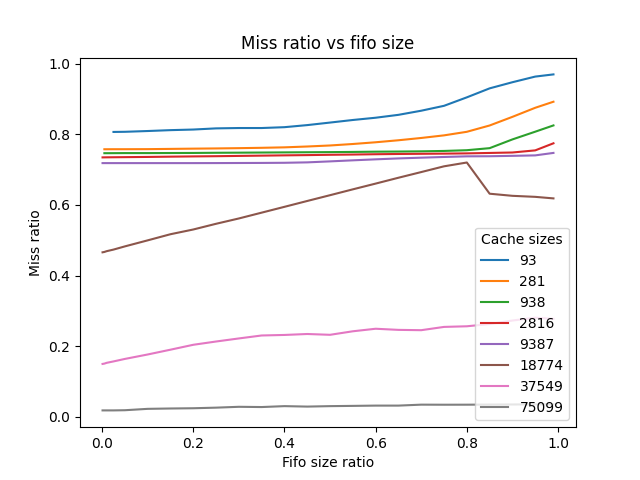 Miss ratio vs fifo size
1.0
0.8
0.6
0.4
0.2
0.0
Miss ratio
Cache sizes
93
281
938
2816
9387
18774
37549
75099
0.0 0.2 0.4 0.6 0.8 1.0
Fifo size ratio